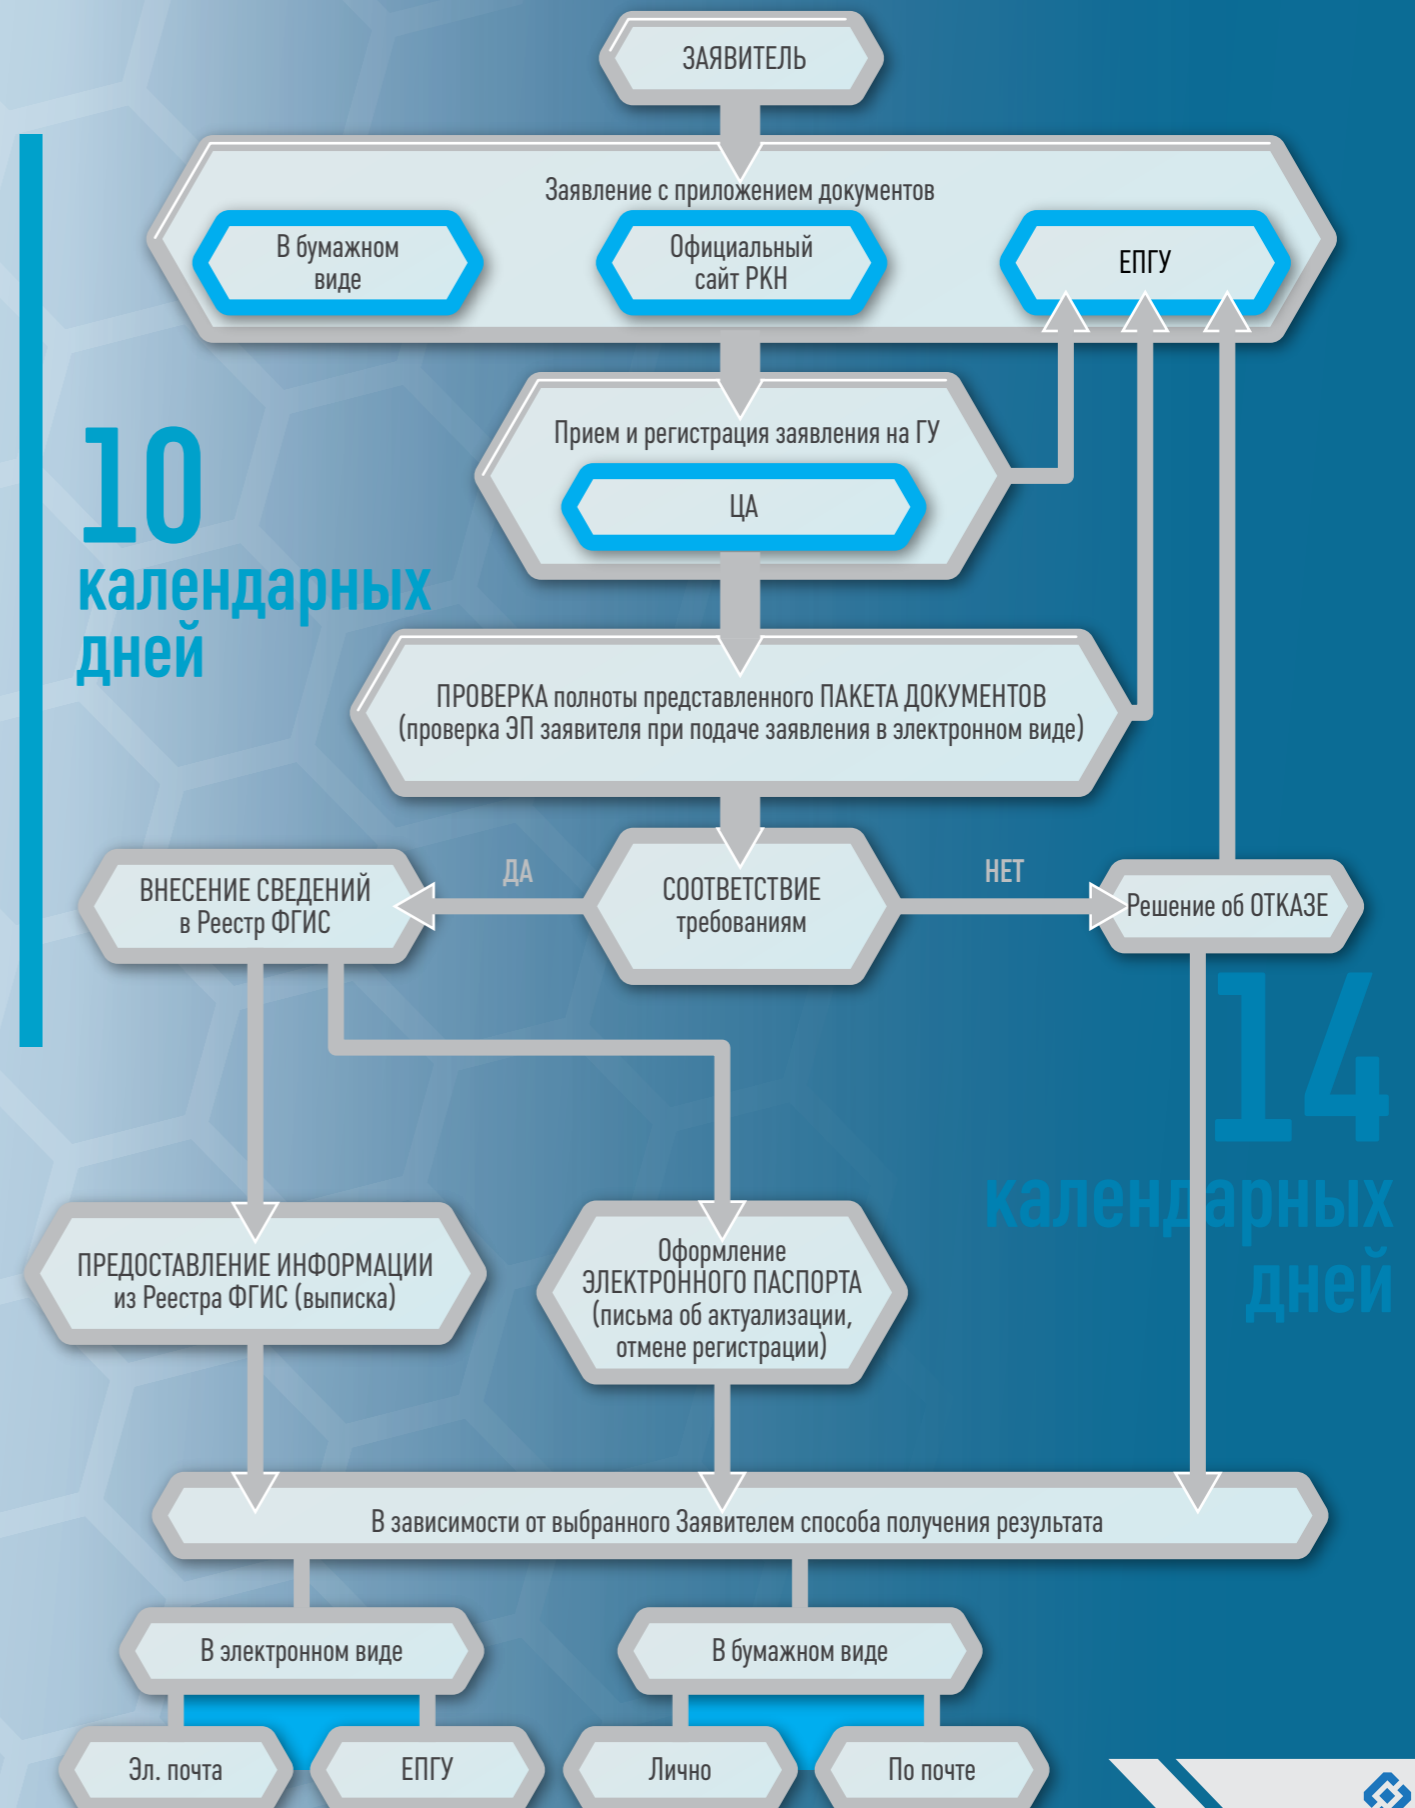 ЗАЯВИТЕЛЬ
Заявление с приложением документов
В бумажном
виде
Официальный
сайт РКН
ЕПГУ
Прием и регистрация заявления на ГУ
ЦА
10
календарных
дней
ПРОВЕРКА полноты представленного ПАКЕТА ДОКУМЕНТОВ
(проверка ЭП заявителя при подаче заявления в электронном виде)
ВНЕСЕНИЕ СВЕДЕНИЙ
в Реестр ФГИС
ДА
СООТВЕТСТВИЕ
требованиям
НЕТ
Решение об ОТКАЗЕ
14
календарных
дней
ПРЕДОСТАВЛЕНИЕ ИНФОРМАЦИИ
из Реестра ФГИС (выписка)
Оформление
ЭЛЕКТРОННОГО ПАСПОРТА
(письма об актуализации,
отмене регистрации)
В зависимости от выбранного Заявителем способа получения результата
В электронном виде
В бумажном виде
Эл. почта
ЕПГУ
Лично
По почте